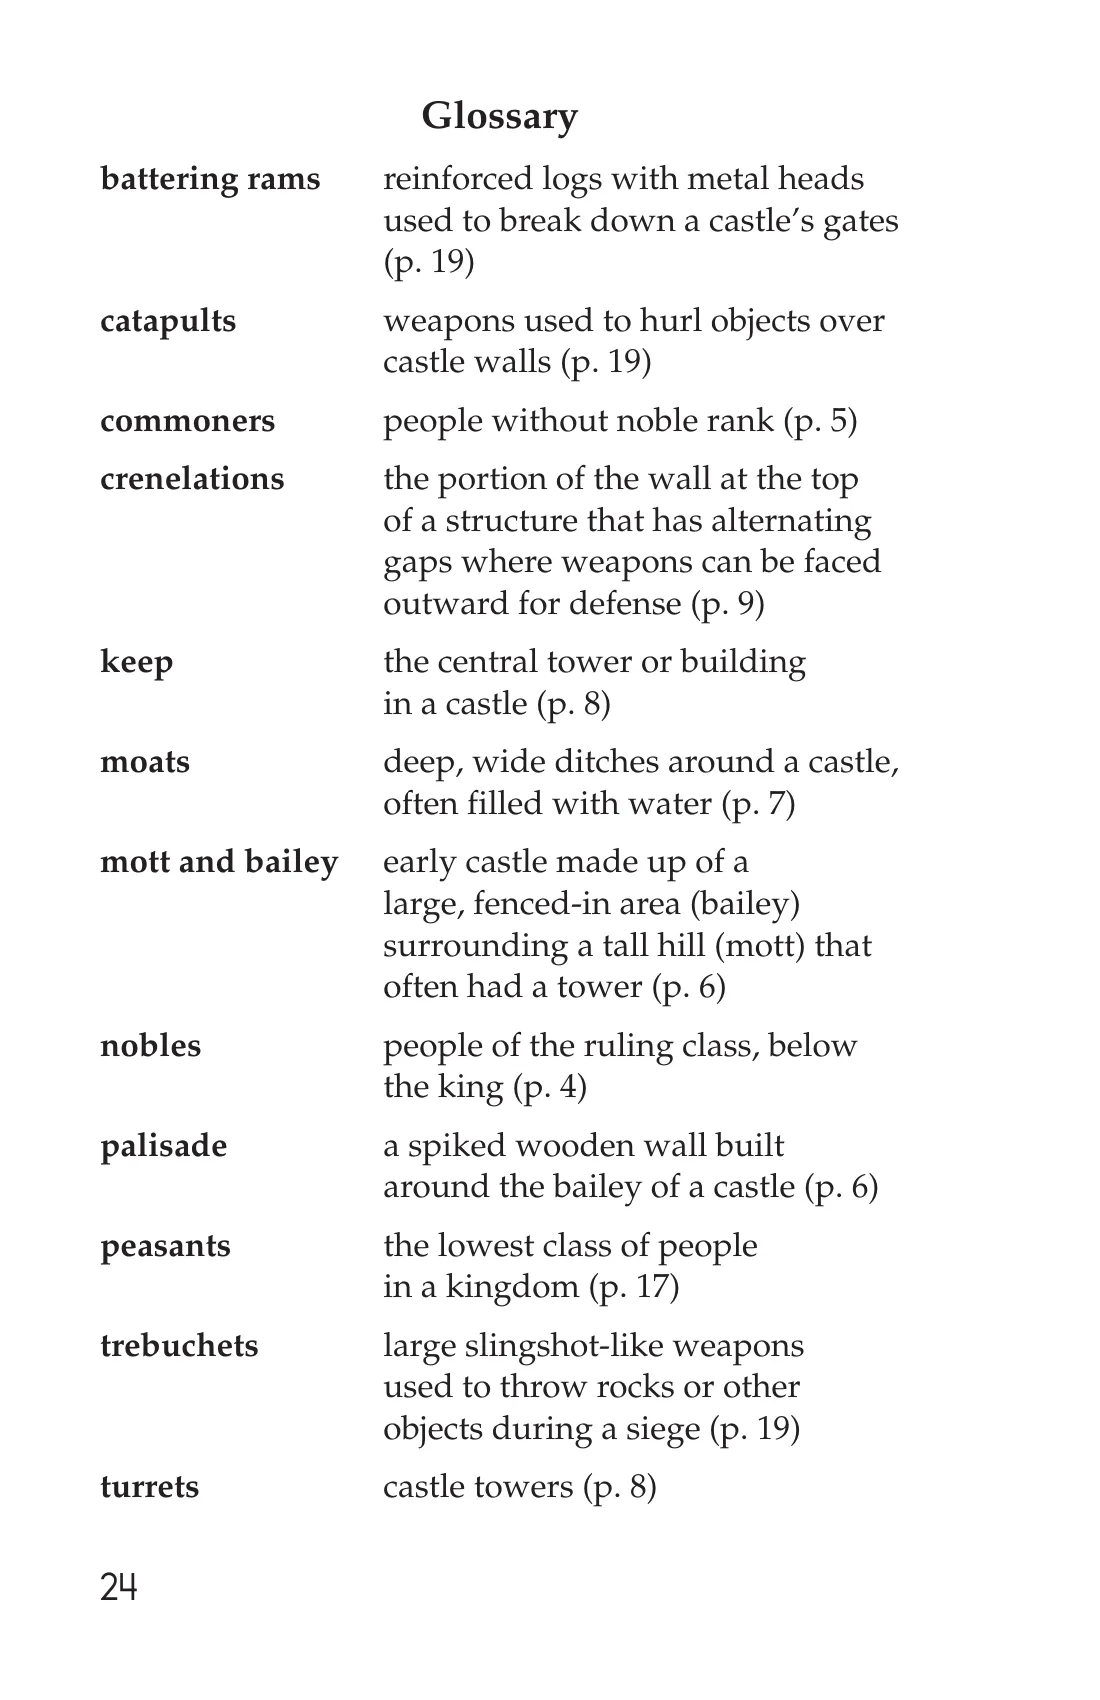 Glossary
battering rams reinforced logs with metal heads
used to break down a castle’s gates
(p. 19)
catapults weapons used to hurl objects over
castle walls (p. 19)
commoners people without noble rank (p. 5)
crenelations the portion of the wall at the top
of a structure that has alternating
gaps where weapons can be faced
outward for defense (p. 9)
keep the central tower or building
in a castle (p. 8)
moats deep, wide ditches around a castle,
often filled with water (p. 7)
mott and bailey early castle made up of a
large, fenced-in area (bailey)
surrounding a tall hill (mott) that
often had a tower (p. 6)
nobles people of the ruling class, below
the king (p. 4)
palisade a spiked wooden wall built
around the bailey of a castle (p. 6)
peasants the lowest class of people
in a kingdom (p. 17)
trebuchets large slingshot-like weapons
used to throw rocks or other
objects during a siege (p. 19)
turrets castle towers (p. 8)
24